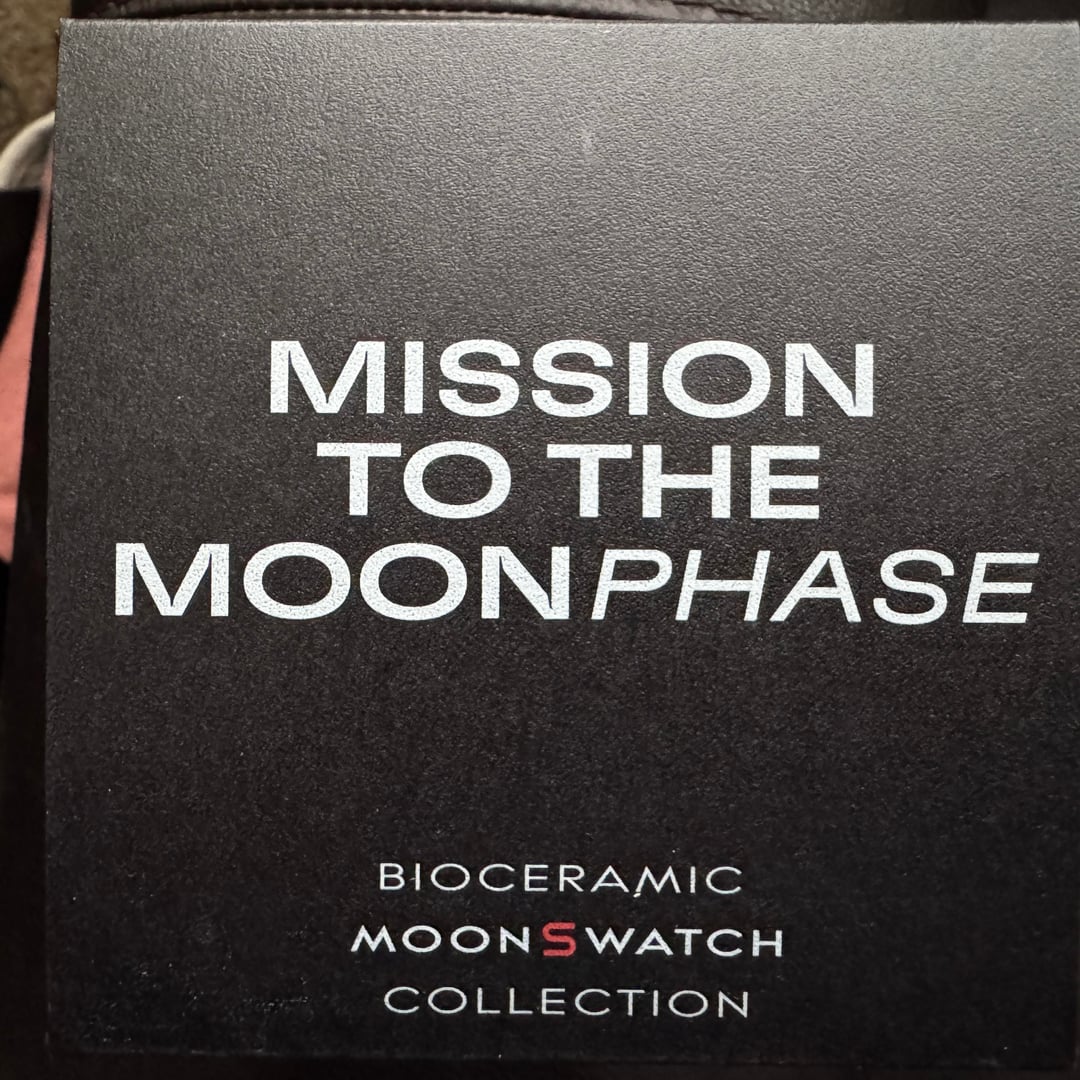 MISSION
TO THE
MOONPHASE
BIOCERAMIC
MOONSWATCH
COLLECTION